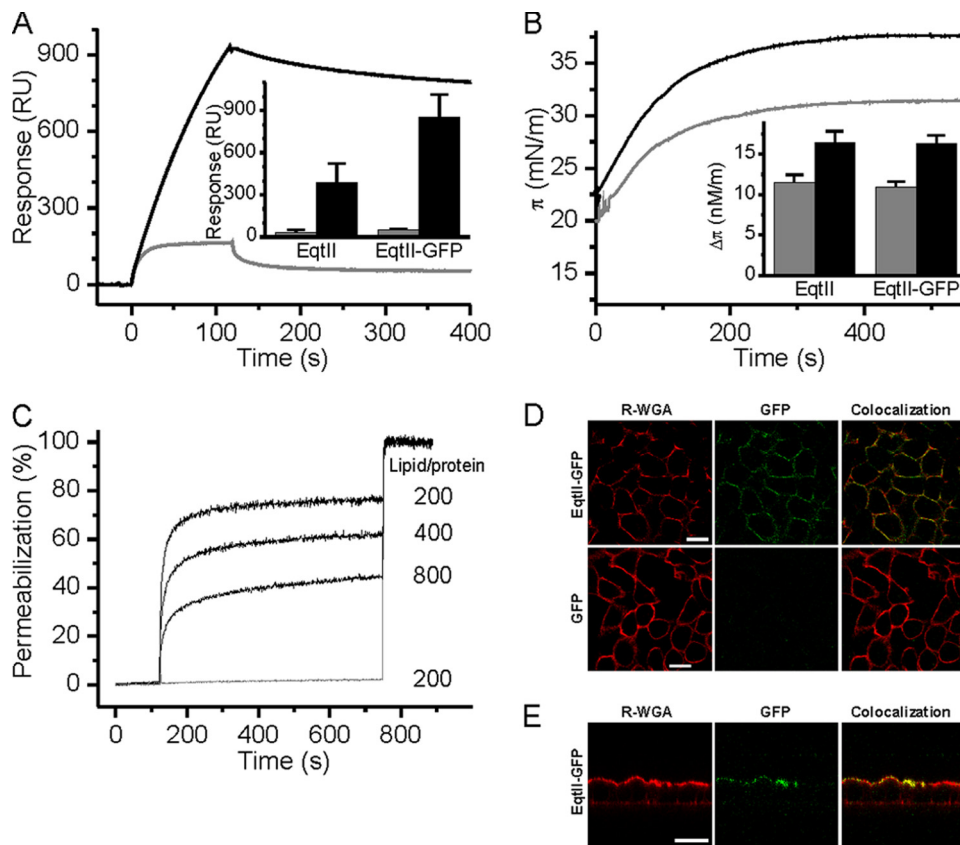 A
Response (RU)
900
600
300
0
0 100 200 300 400
Time (s)
Response (RU)
900
600
300
0
EqtII EqtII-GFP
B
π (mN/m)
35
30
25
20
15
0 200 400
Time (s)
Δπ (nM/m)
15
10
5
0
EqtII EqtII-GFP
C
Permeabilization (%)
100
80
60
40
20
0
0 200 400 600 800
Time (s)
Lipid/protein
200
400
800
200
D
R-WGA GFP Colocalization
EqtII-GFP
GFP
E
R-WGA GFP Colocalization
EqtII-GFP